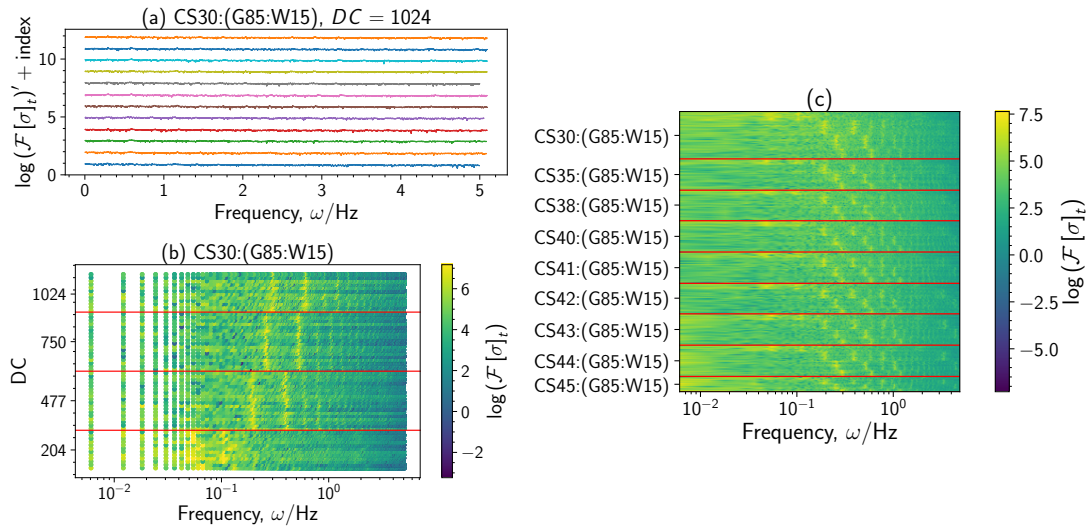 (a) CS30:(G85:W15), DC = 1024
log (F [σ]ₜ)′ + index
10
5
0
0 1 2 3 4 5
Frequency, ω/Hz
(b) CS30:(G85:W15)
DC
1024
750
477
204
10⁻² 10⁻¹ 10⁰
Frequency, ω/Hz
6
4
2
0
−2
log (F [σ]ₜ)
(c)
CS30:(G85:W15)
CS35:(G85:W15)
CS38:(G85:W15)
CS40:(G85:W15)
CS41:(G85:W15)
CS42:(G85:W15)
CS43:(G85:W15)
CS44:(G85:W15)
CS45:(G85:W15)
10⁻² 10⁻¹ 10⁰
Frequency, ω/Hz
7.5
5.0
2.5
0.0
−2.5
−5.0
log (F [σ]ₜ)